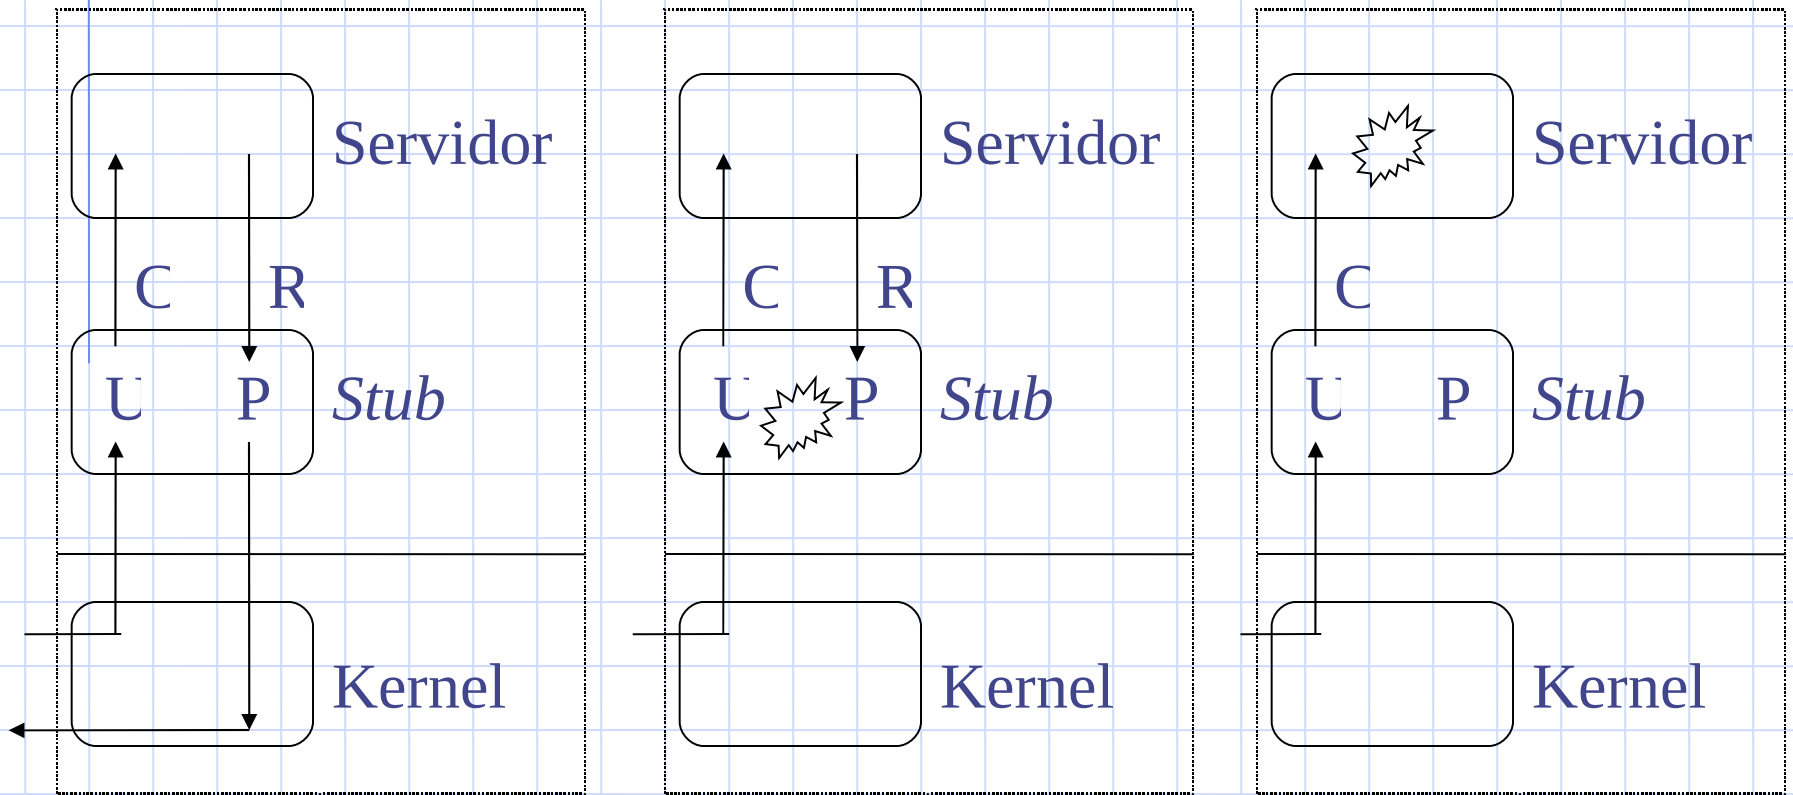 Servidor Servidor Servidor
C R C R C
U P Stub U P Stub U P Stub
Kernel Kernel Kernel